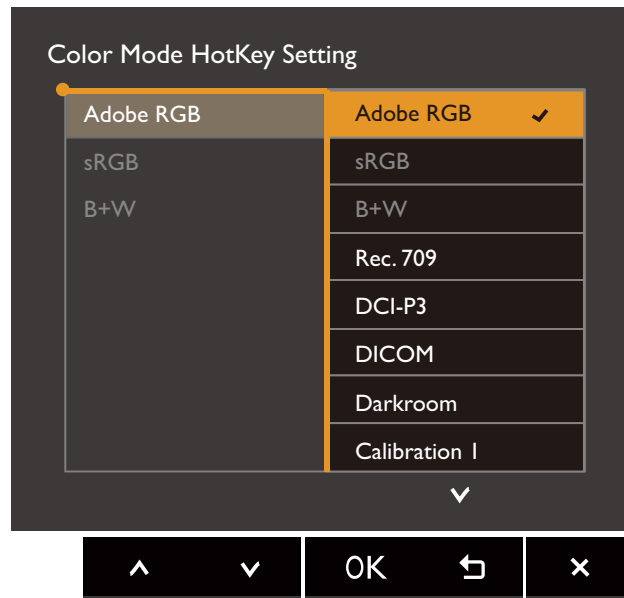 Color Mode HotKey Setting
Adobe RGB
sRGB
B+W
Adobe RGB
sRGB
B+W
Rec. 709
DCI-P3
DICOM
Darkroom
Calibration 1
OK